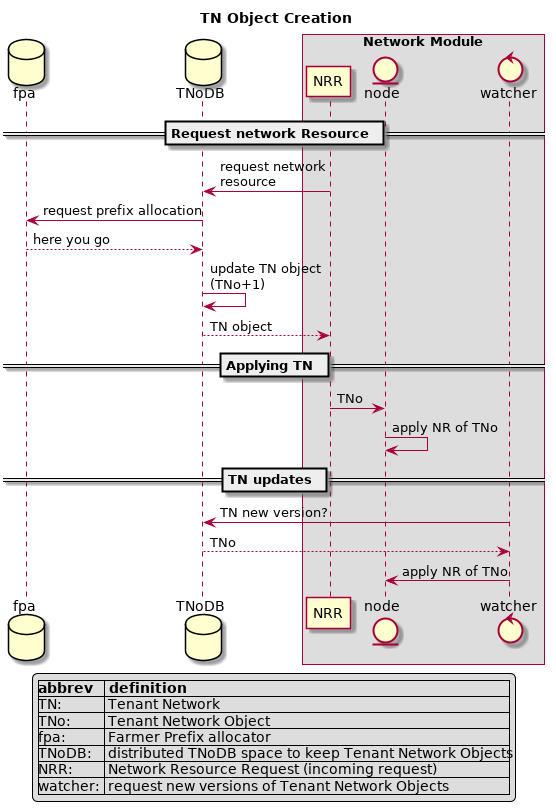 TN Object Creation
Network Module
fpa
TNoDB
NRR
node
watcher
Request network Resource
request network
resource
request prefix allocation
here you go
update TN object
(TNo+1)
TN object
Applying TN
TNo
apply NR of TNo
TN updates
TN new version?
TNo
apply NR of TNo
fpa
TNoDB
NRR
node
watcher
abbrev definition
TN: Tenant Network
TNo: Tenant Network Object
fpa: Farmer Prefix allocator
TNoDB: distributed TNoDB space to keep Tenant Network Objects
NRR: Network Resource Request (incoming request)
watcher: request new versions of Tenant Network Objects